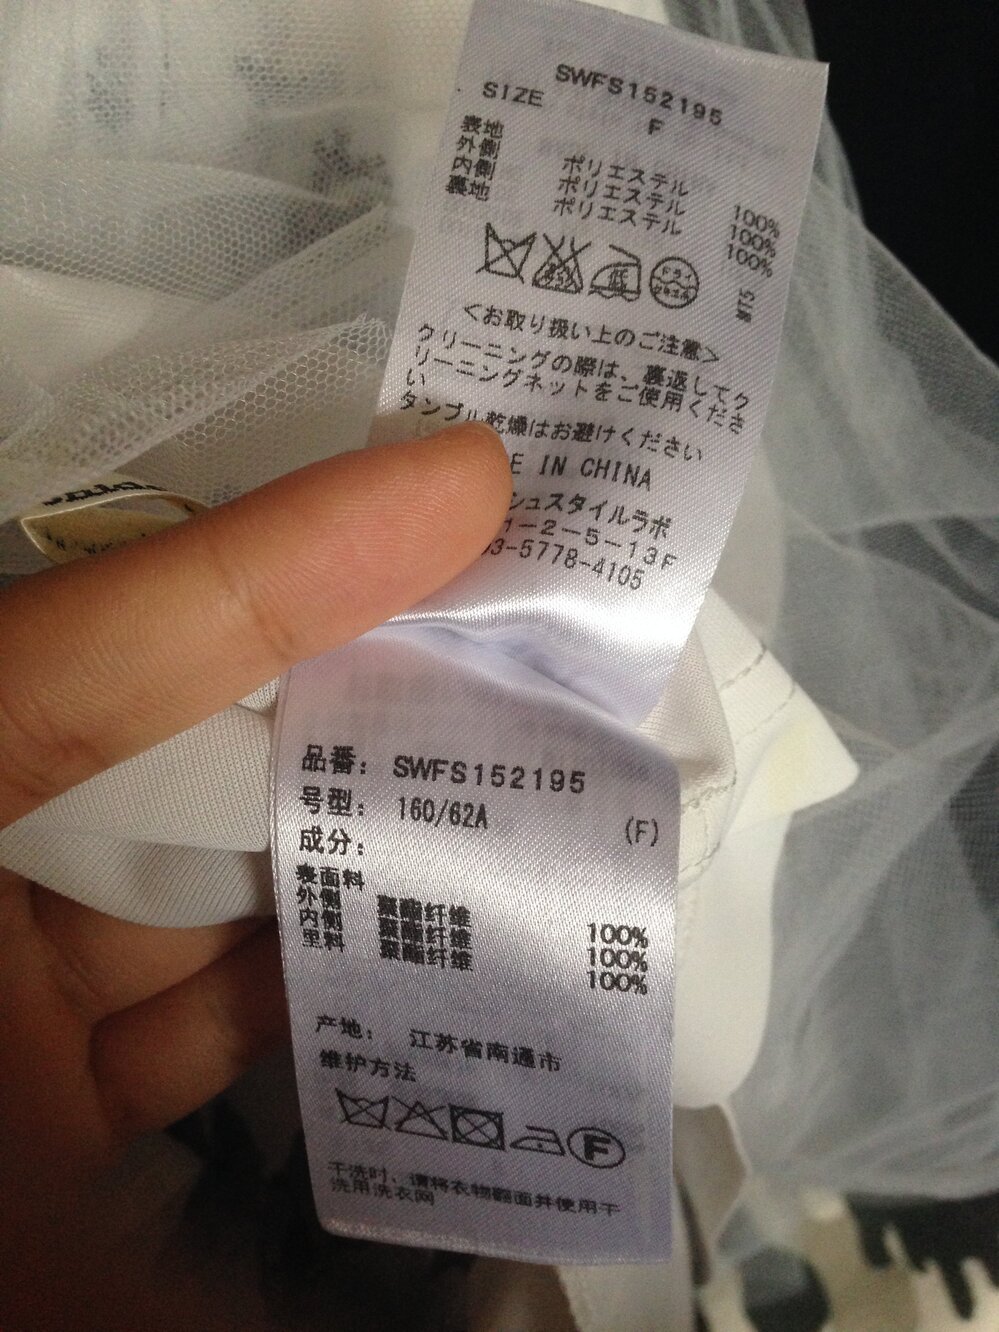 SWFS152195
SIZE F
表地
外側 ポリエステル 100%
内側 ポリエステル 100%
裏地 ポリエステル 100%
低
ドライ
<お取り扱い上のご注意>
クリーニングの際は、裏返してク
リーニングネットをご使用くださ
い
タンブル乾燥はお避けください
E IN CHINA
シュスタイルラボ
1-2-5-13F
03-5778-4105
品番: SWFS152195
号型: 160/62A (F)
成分:
表面料
外侧 聚酯纤维 100%
内侧 聚酯纤维 100%
里料 聚酯纤维 100%
产地: 江苏省南通市
维护方法
F
干洗时、请将衣物翻面并使用干
洗用洗衣网